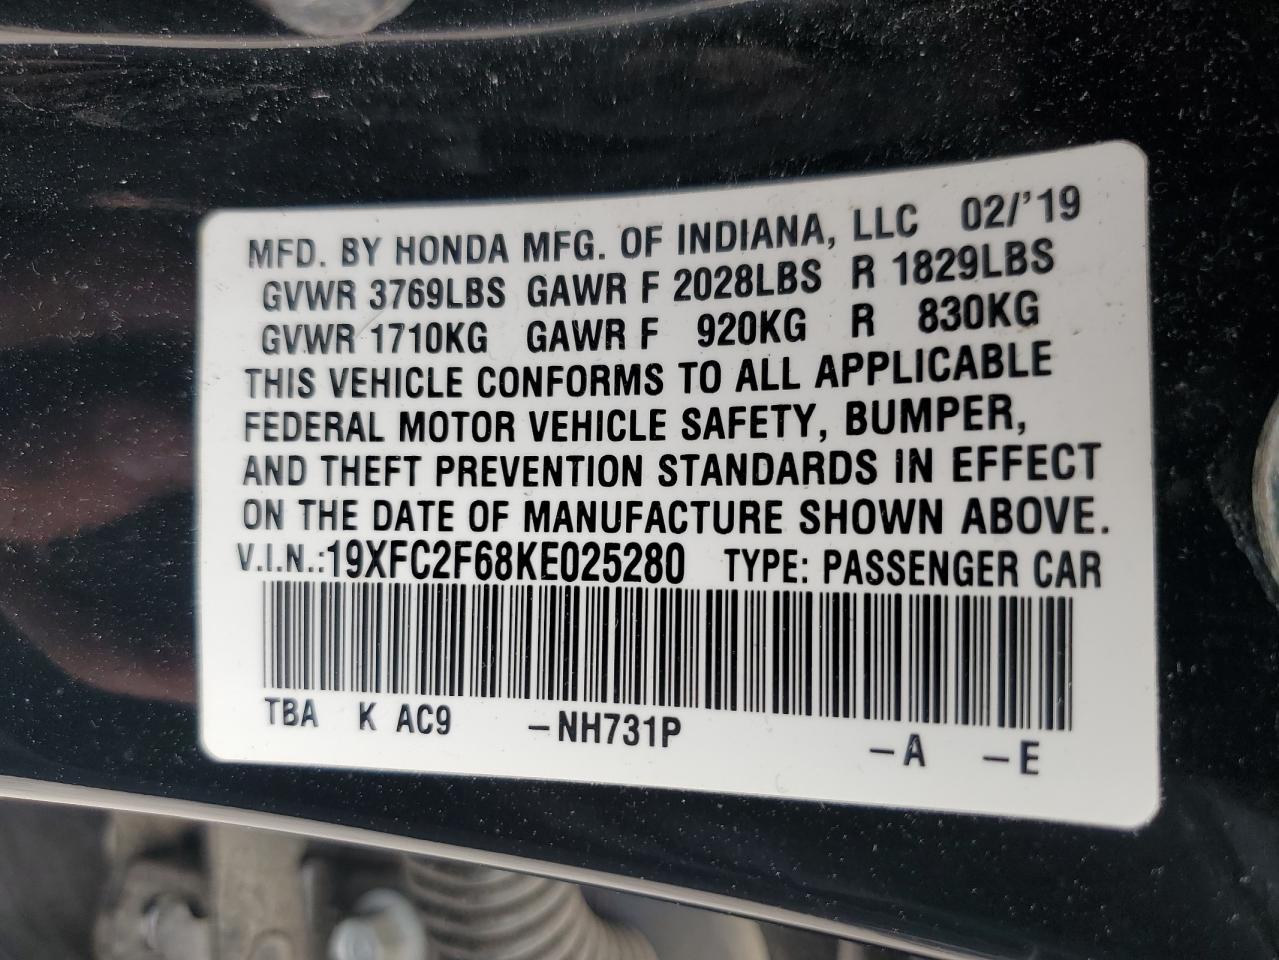 MFD. BY HONDA MFG. OF INDIANA, LLC 02/'19
GVWR 3769LBS GAWR F 2028LBS R 1829LBS
GVWR 1710KG GAWR F 920KG R 830KG
THIS VEHICLE CONFORMS TO ALL APPLICABLE
FEDERAL MOTOR VEHICLE SAFETY, BUMPER,
AND THEFT PREVENTION STANDARDS IN EFFECT
ON THE DATE OF MANUFACTURE SHOWN ABOVE.
V.I.N.:19XFC2F68KE025280 TYPE: PASSENGER CAR
TBA K AC9 –NH731P –A –E